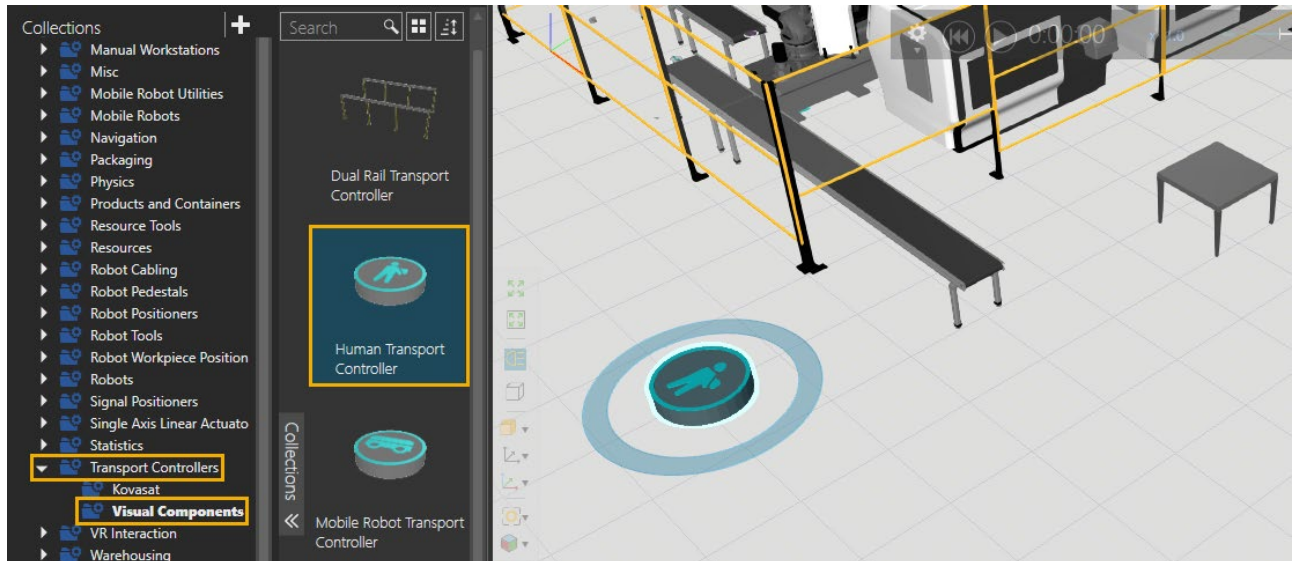 Collections
Manual Workstations
Misc
Mobile Robot Utilities
Mobile Robots
Navigation
Packaging
Physics
Products and Containers
Resource Tools
Resources
Robot Cabling
Robot Pedestals
Robot Positioners
Robot Tools
Robot Workpiece Position
Robots
Signal Positioners
Single Axis Linear Actuato
Statistics
Transport Controllers
Kovasat
Visual Components
VR Interaction
Warehousing
Search
Dual Rail Transport
Controller
Human Transport
Controller
Mobile Robot Transport
Controller
Collections
0:00:00